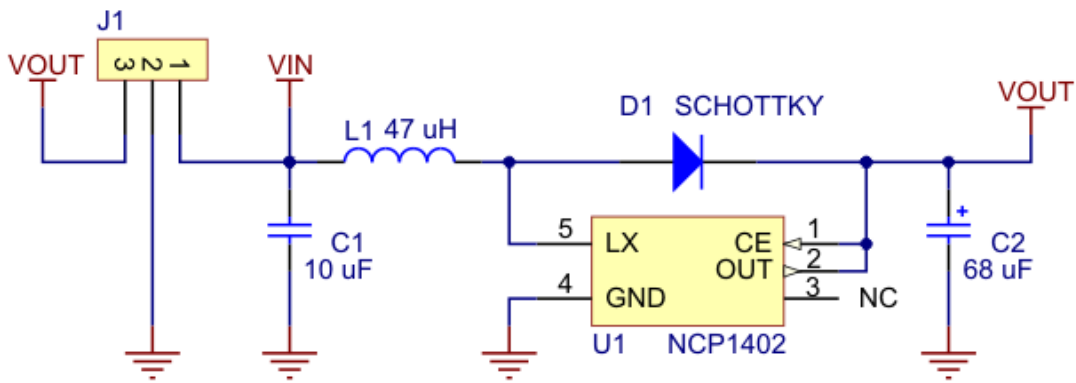 J1
VOUT
3 2 1
VIN
L1 47 uH
D1 SCHOTTKY
VOUT
C1
10 uF
5 LX
4 GND
CE 1
OUT 2
3 NC
U1 NCP1402
+
C2
68 uF